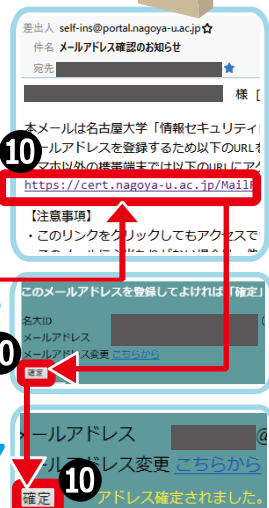 差出人 self-ins@portal.nagoya-u.ac.jp
件名 メールアドレス確認のお知らせ
宛先
様 [
本メールは名古屋大学「情報セキュリティ
ールアドレスを登録するため以下のURLを
マホ以外の携帯端末では以下のURLにアク
10
https://cert.nagoya-u.ac.jp/Mail
【注意事項】
・このリンクをクリックしてもアクセスで
このメールアドレスを登録してよければ「確定」
名大ID
メールアドレス
メールアドレス変更 こちらから
確定
ールアドレス
@
ールアドレス変更 こちらから
10
確定 アドレス確定されました。